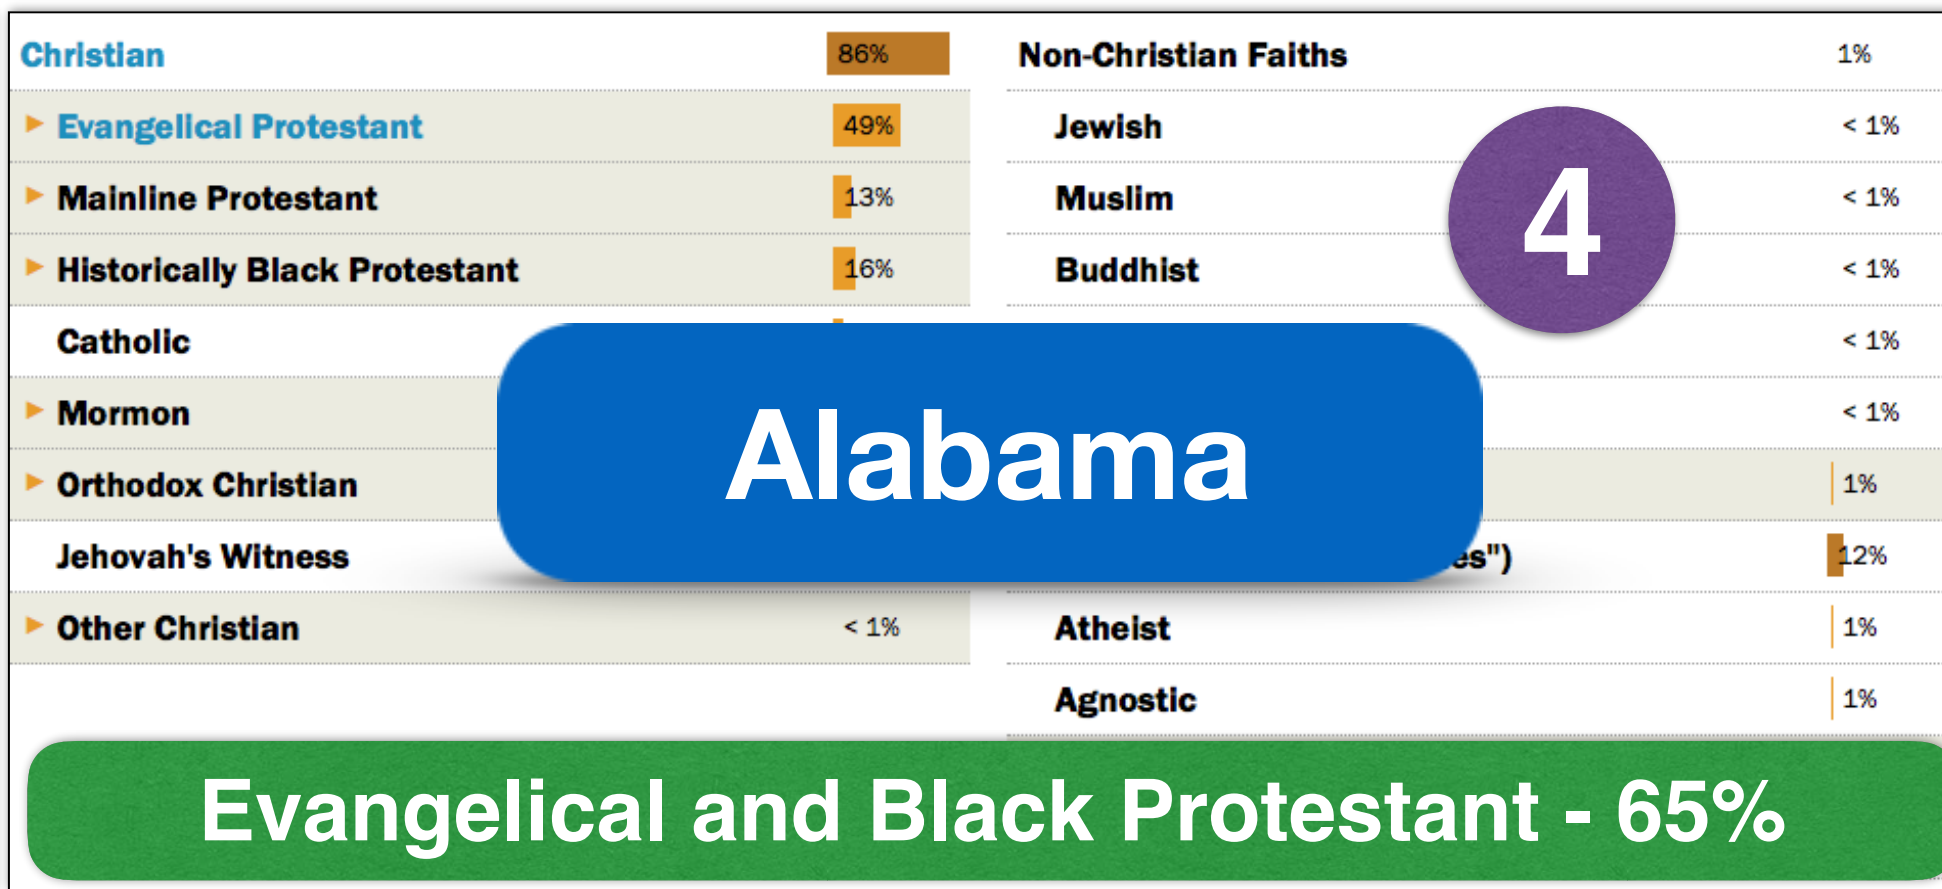 Christian 86%
Evangelical Protestant 49%
Mainline Protestant 13%
Historically Black Protestant 16%
Catholic
Mormon
Orthodox Christian
Jehovah's Witness
Other Christian < 1%
Non-Christian Faiths 1%
Jewish < 1%
Muslim < 1%
Buddhist < 1%
< 1%
< 1%
1%
es") 12%
Atheist 1%
Agnostic 1%
4
Alabama
Evangelical and Black Protestant - 65%